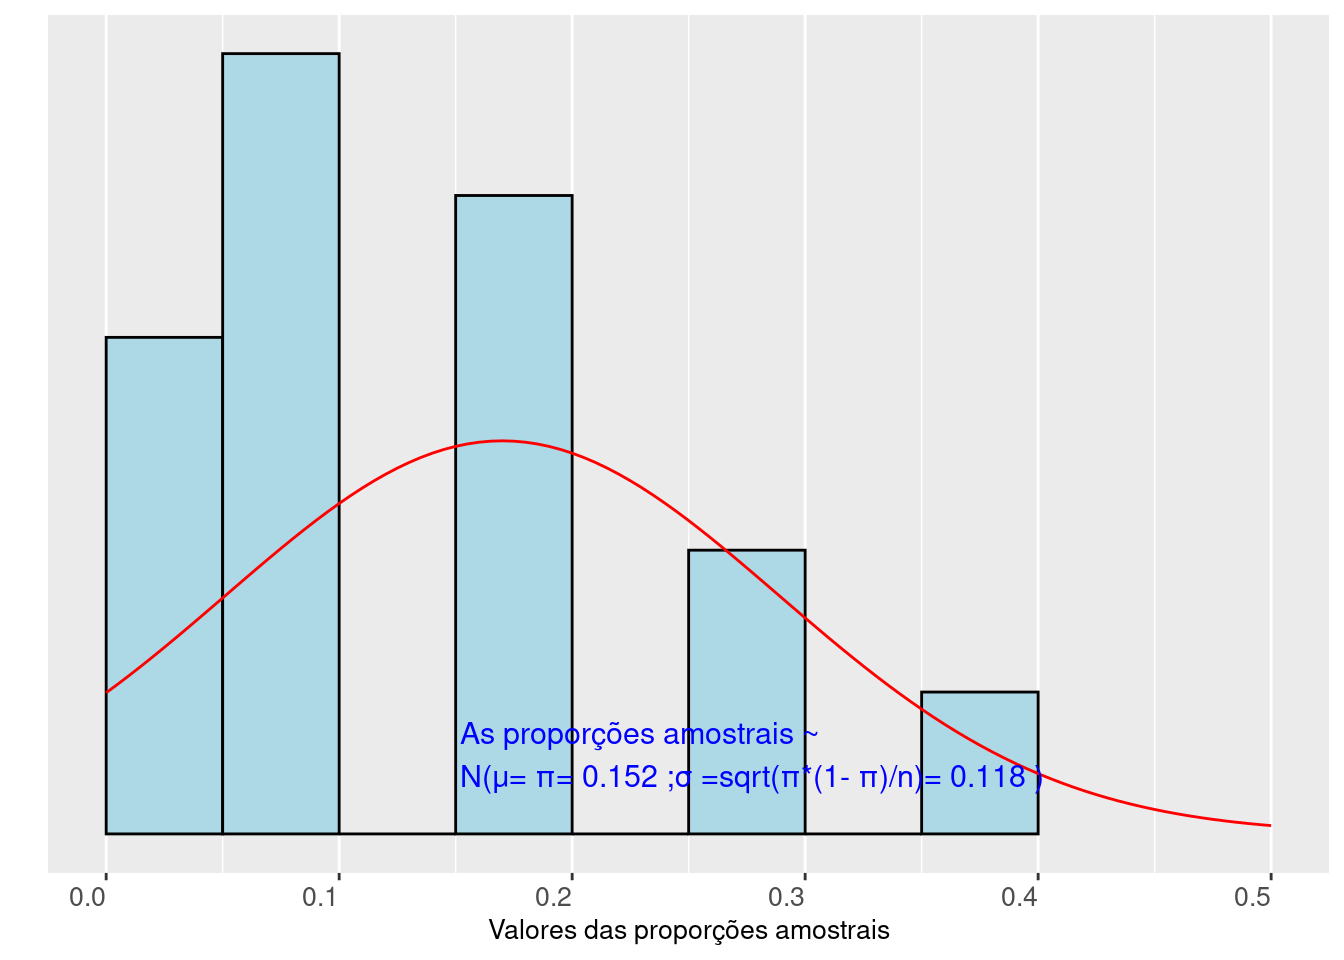 As proporções amostrais ~
N(μ= π= 0.152 ;σ =sqrt(π*(1- π)/n)= 0.118 )
0.0 0.1 0.2 0.3 0.4 0.5
Valores das proporções amostrais